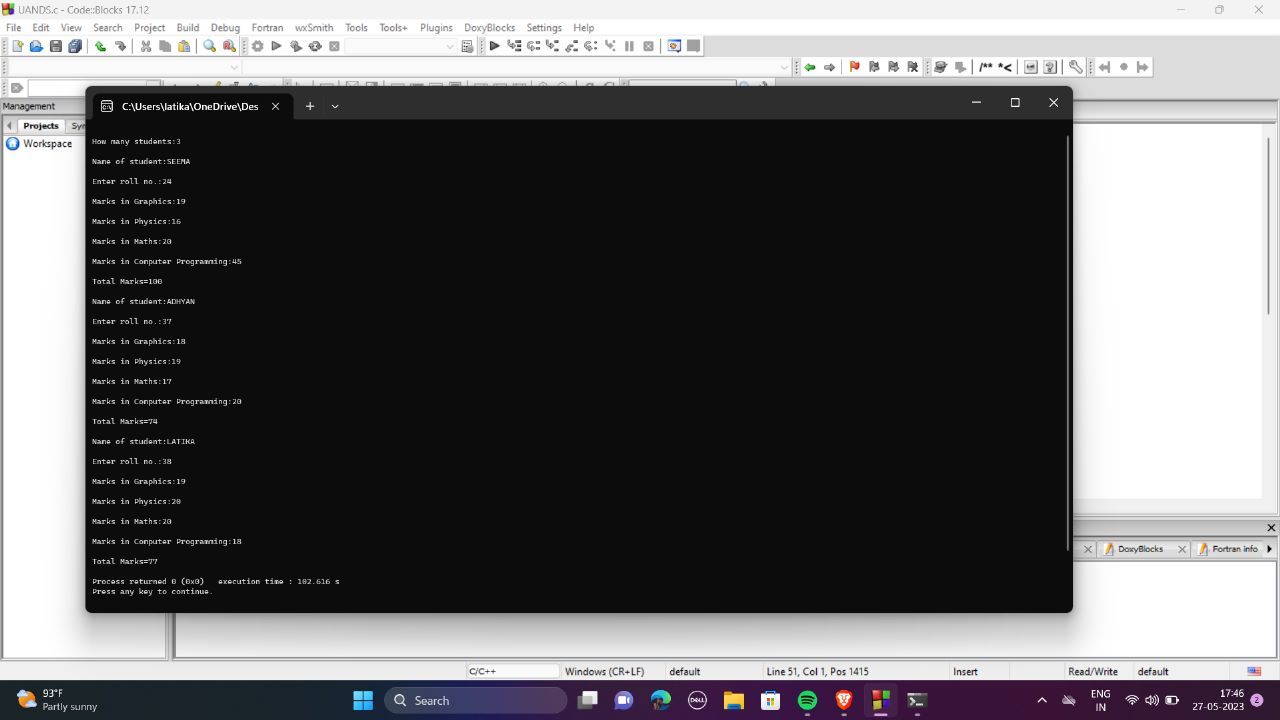 UANDS.c - Code::Blocks 17.12
File Edit View Search Project Build Debug Fortran wxSmith Tools Tools+ Plugins DoxyBlocks Settings Help
/** *<
Management
Projects
Workspace
C:\Users\latika\OneDrive\Des
How many students:3
Name of student:SEEMA
Enter roll no.:24
Marks in Graphics:19
Marks in Physics:16
Marks in Maths:20
Marks in Computer Programming:45
Total Marks=100
Name of student:ADHYAN
Enter roll no.:37
Marks in Graphics:18
Marks in Physics:19
Marks in Maths:17
Marks in Computer Programming:20
Total Marks=74
Name of student:LATIKA
Enter roll no.:38
Marks in Graphics:19
Marks in Physics:20
Marks in Maths:20
Marks in Computer Programming:18
Total Marks=77
Process returned 0 (0x0)   execution time : 102.616 s
Press any key to continue.
DoxyBlocks Fortran info
C/C++ Windows (CR+LF) default Line 51, Col 1, Pos 1415 Insert Read/Write default
93°F
Partly sunny
Search
DELL
ENG
IN
17:46
27-05-2023
2